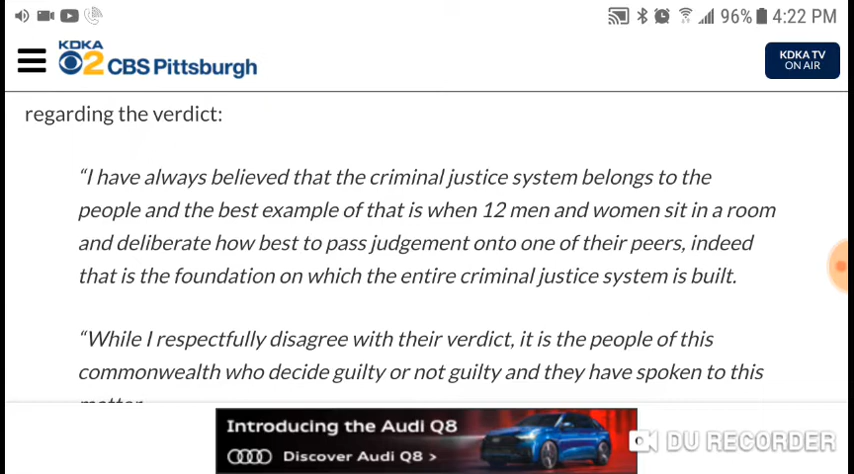 96% 4:22 PM
KDKA
2 CBS Pittsburgh
KDKA TV
ON AIR
regarding the verdict:
“I have always believed that the criminal justice system belongs to the
people and the best example of that is when 12 men and women sit in a room
and deliberate how best to pass judgement onto one of their peers, indeed
that is the foundation on which the entire criminal justice system is built.
“While I respectfully disagree with their verdict, it is the people of this
commonwealth who decide guilty or not guilty and they have spoken to this
matter
Introducing the Audi Q8
Discover Audi Q8 >
DU RECORDER